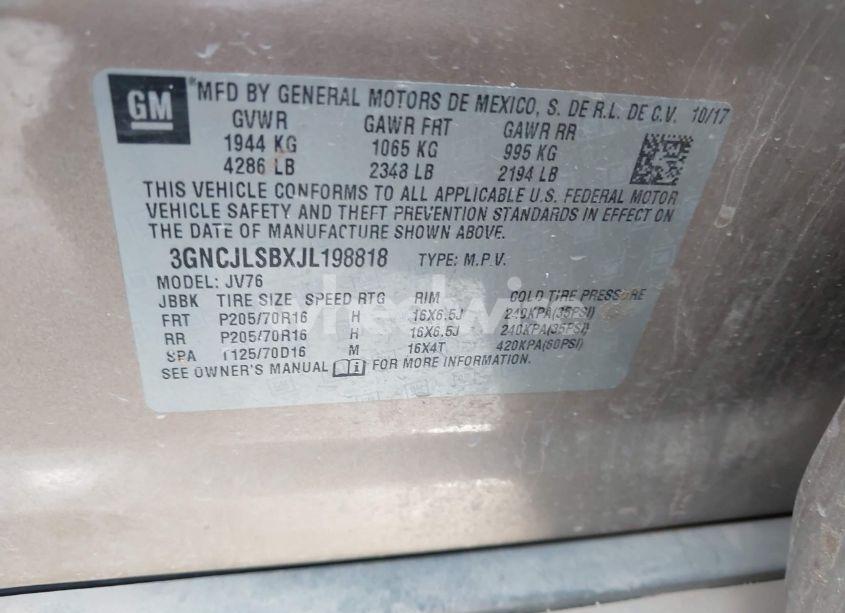 GM
MFD BY GENERAL MOTORS DE MEXICO, S. DE R.L. DE C.V. 10/17
GVWR GAWR FRT GAWR RR
1944 KG 1065 KG 995 KG
4286 LB 2348 LB 2194 LB
THIS VEHICLE CONFORMS TO ALL APPLICABLE U.S. FEDERAL MOTOR
VEHICLE SAFETY AND THEFT PREVENTION STANDARDS IN EFFECT ON
THE DATE OF MANUFACTURE SHOWN ABOVE.
3GNCJLSBXJL198818 TYPE: M.P.V.
MODEL: JV76
JBBK TIRE SIZE SPEED RTG RIM COLD TIRE PRESSURE
FRT P205/70R16 H 16X6.5J 240KPA(35PSI)
RR P205/70R16 H 16X6.5J 240KPA(35PSI)
SPA T125/70D16 M 16X4T 420KPA(60PSI)
SEE OWNER'S MANUAL FOR MORE INFORMATION.